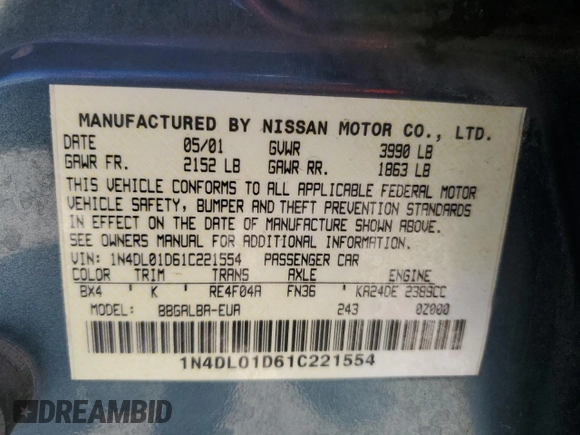 MANUFACTURED BY NISSAN MOTOR CO., LTD.
DATE 05/01 GVWR 3990 LB
GAWR FR. 2152 LB GAWR RR. 1863 LB
THIS VEHICLE CONFORMS TO ALL APPLICABLE FEDERAL MOTOR
VEHICLE SAFETY, BUMPER AND THEFT PREVENTION STANDARDS
IN EFFECT ON THE DATE OF MANUFACTURE SHOWN ABOVE.
SEE OWNERS MANUAL FOR ADDITIONAL INFORMATION.
VIN: 1N4DL01D61C221554 PASSENGER CAR
COLOR TRIM TRANS AXLE ENGINE
BX4 K RE4F04A FN36 KA24DE 2389CC
MODEL: BBGALBA-EUA 243 0Z000
1N4DL01D61C221554
DREAMBID